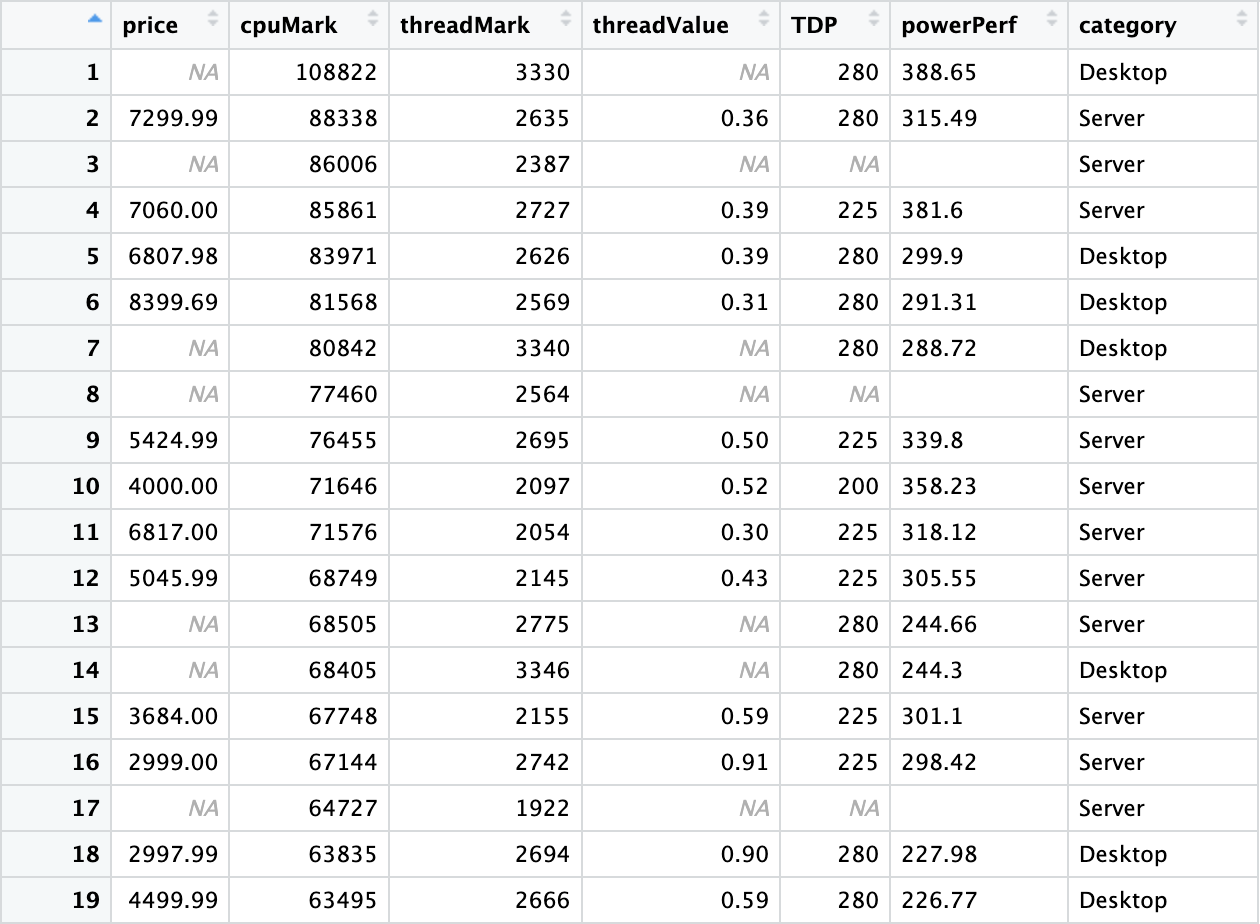 price cpuMark threadMark threadValue TDP powerPerf category
1 NA 108822 3330 NA 280 388.65 Desktop
2 7299.99 88338 2635 0.36 280 315.49 Server
3 NA 86006 2387 NA NA Server
4 7060.00 85861 2727 0.39 225 381.6 Server
5 6807.98 83971 2626 0.39 280 299.9 Desktop
6 8399.69 81568 2569 0.31 280 291.31 Desktop
7 NA 80842 3340 NA 280 288.72 Desktop
8 NA 77460 2564 NA NA Server
9 5424.99 76455 2695 0.50 225 339.8 Server
10 4000.00 71646 2097 0.52 200 358.23 Server
11 6817.00 71576 2054 0.30 225 318.12 Server
12 5045.99 68749 2145 0.43 225 305.55 Server
13 NA 68505 2775 NA 280 244.66 Server
14 NA 68405 3346 NA 280 244.3 Desktop
15 3684.00 67748 2155 0.59 225 301.1 Server
16 2999.00 67144 2742 0.91 225 298.42 Server
17 NA 64727 1922 NA NA Server
18 2997.99 63835 2694 0.90 280 227.98 Desktop
19 4499.99 63495 2666 0.59 280 226.77 Desktop